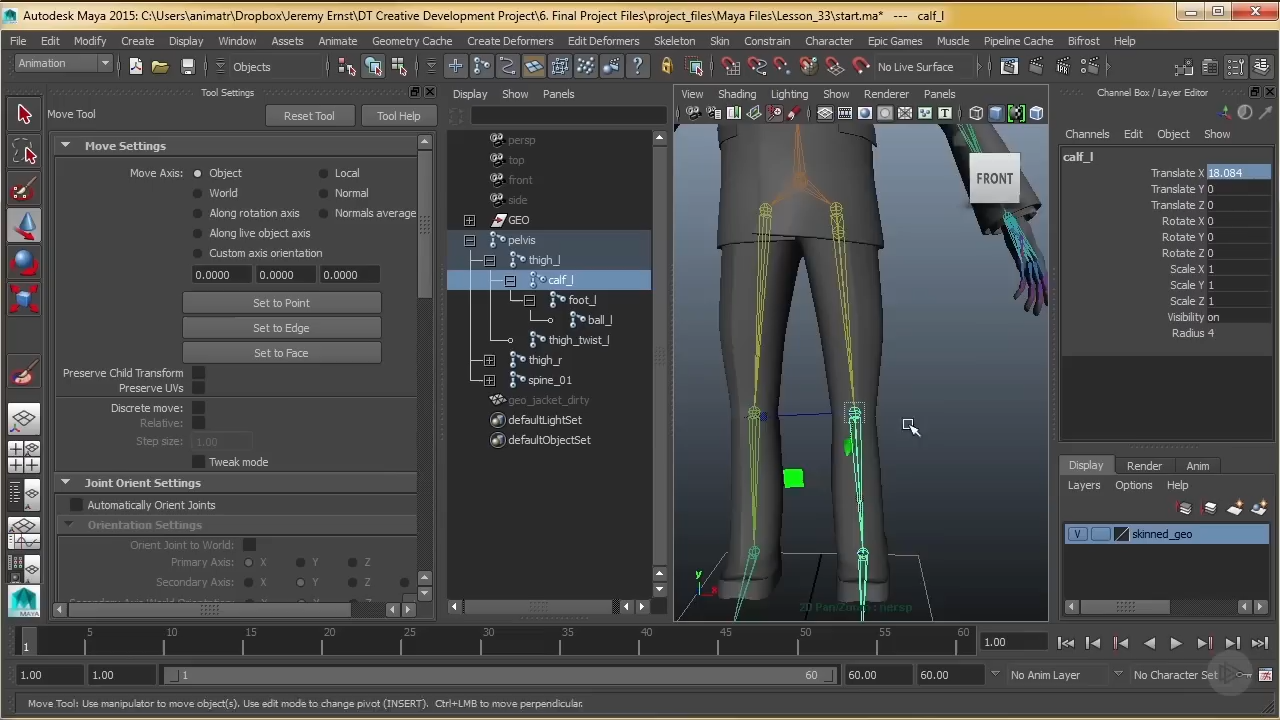 Autodesk Maya 2015: C:\Users\animatr\Dropbox\Jeremy Ernst\DT Creative Development Project\6. Final Project Files\project_files\Maya Files\Lesson_33\start.ma* --- calf_l
File Edit Modify Create Display Window Assets Animate Geometry Cache Create Deformers Edit Deformers Skeleton Skin Constrain Character Epic Games Muscle Pipeline Cache Bifrost Help
Animation Objects No Live Surface
Tool Settings
Move Tool Reset Tool Tool Help
Move Settings
Move Axis: Object Local
World Normal
Along rotation axis Normals average
Along live object axis
Custom axis orientation
0.0000 0.0000 0.0000
Set to Point
Set to Edge
Set to Face
Preserve Child Transform
Preserve UVs
Discrete move:
Relative:
Step size: 1.00
Tweak mode
Joint Orient Settings
Automatically Orient Joints
Orientation Settings
Orient Joint to World:
Primary Axis: X Y Z
Secondary Axis: X Y Z
Display Show Panels
persp
top
front
side
GEO
pelvis
thigh_l
calf_l
foot_l
ball_l
thigh_twist_l
thigh_r
spine_01
geo_jacket_dirty
defaultLightSet
defaultObjectSet
View Shading Lighting Show Renderer Panels
FRONT
y
x
2D Pan/Zoom : persp
Channel Box / Layer Editor
Channels Edit Object Show
calf_l
Translate X 18.084
Translate Y 0
Translate Z 0
Rotate X 0
Rotate Y 0
Rotate Z 0
Scale X 1
Scale Y 1
Scale Z 1
Visibility on
Radius 4
Display Render Anim
Layers Options Help
V skinned_geo
1 5 10 15 20 25 30 35 40 45 50 55 60 1.00
1.00 1.00 1 60 60.00 60.00 No Anim Layer No Character Set
Move Tool: Use manipulator to move object(s). Use edit mode to change pivot (INSERT). Ctrl+LMB to move perpendicular.